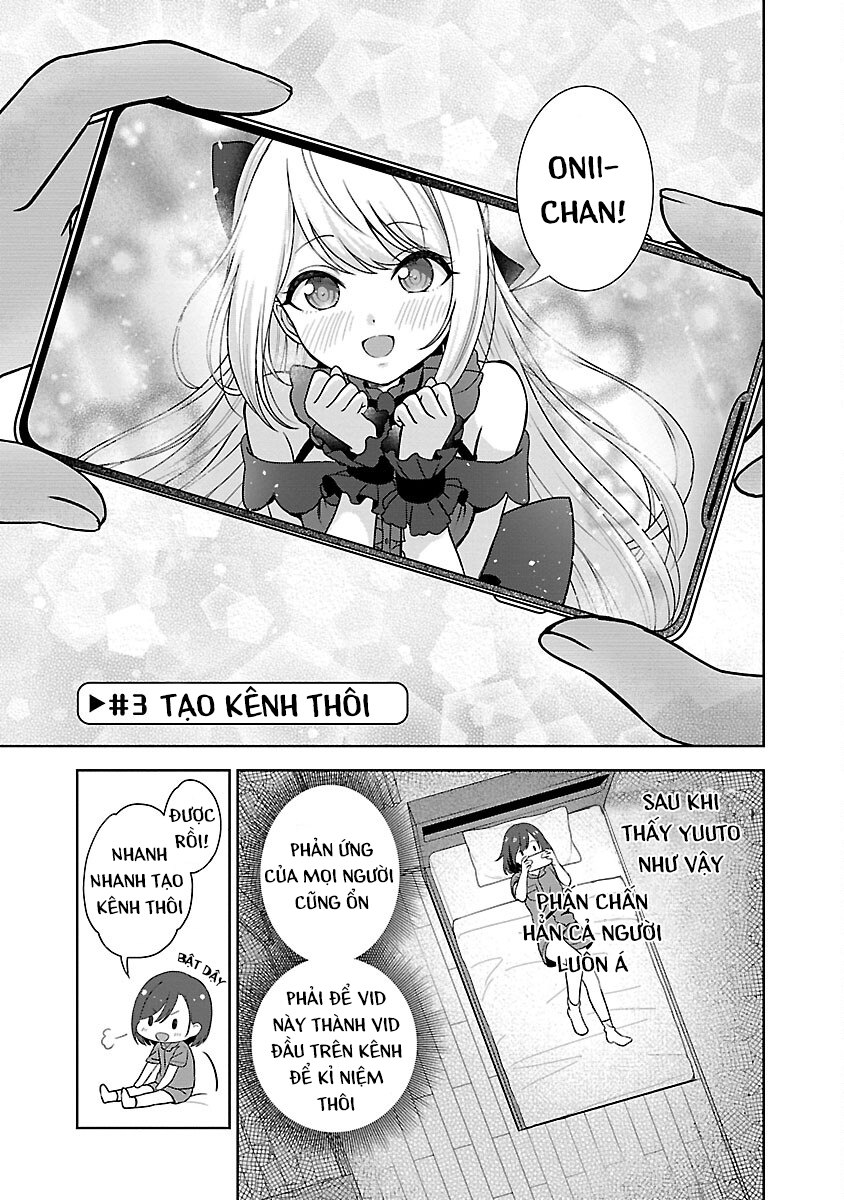 ONII-
CHAN!
▶#3 TẠO KÊNH THÔI
SAU KHI
THẤY YUUTO
NHƯ VẬY
PHẤN CHẤN
HẲN CẢ NGƯỜI
LUÔN Á
PHẢN ỨNG
CỦA MỌI NGƯỜI
CŨNG ỔN
PHẢI ĐỂ VID
NÀY THÀNH VID
ĐẦU TRÊN KÊNH
ĐỂ KỈ NIỆM
THÔI
ĐƯỢC
RỒI!
NHANH
NHANH TẠO
KÊNH THÔI
BẬT DẬY